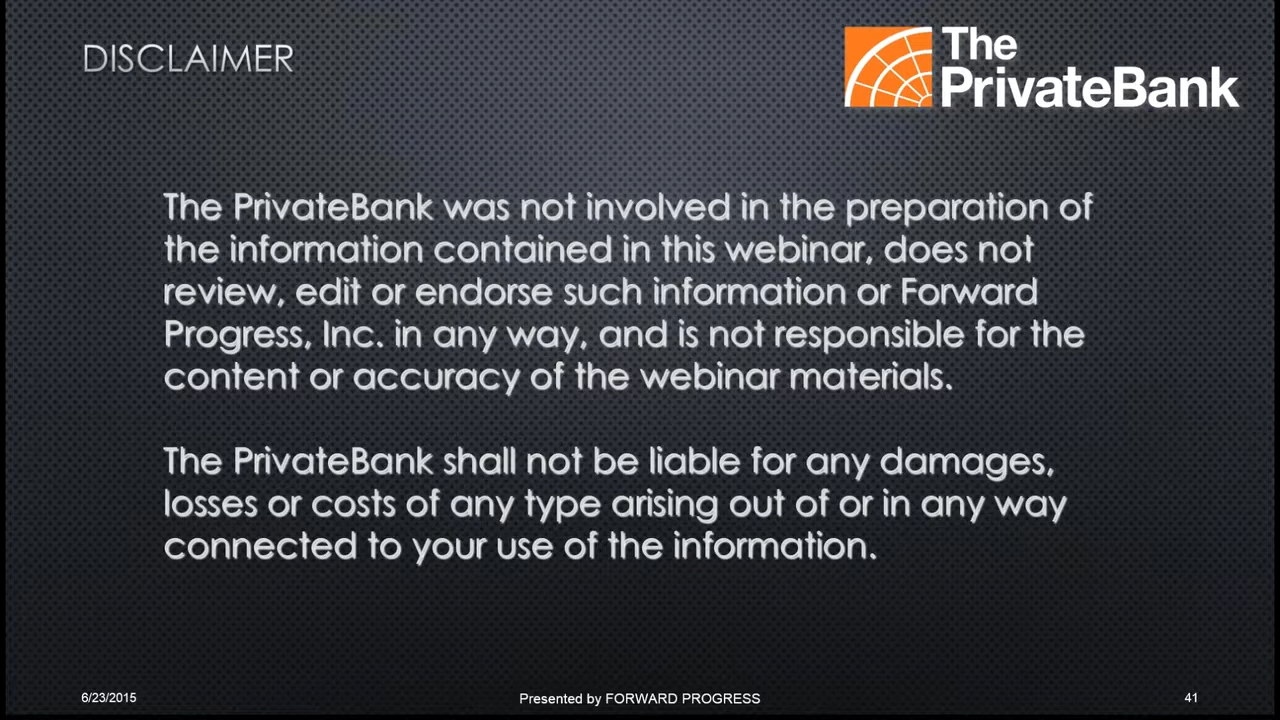 DISCLAIMER
The
PrivateBank
The PrivateBank was not involved in the preparation of
the information contained in this webinar, does not
review, edit or endorse such information or Forward
Progress, Inc. in any way, and is not responsible for the
content or accuracy of the webinar materials.
The PrivateBank shall not be liable for any damages,
losses or costs of any type arising out of or in any way
connected to your use of the information.
6/23/2015
Presented by FORWARD PROGRESS
41